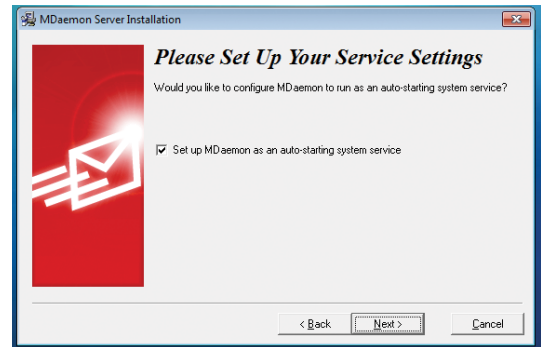 MDaemon Server Installation
Please Set Up Your Service Settings
Would you like to configure MDaemon to run as an auto-starting system service?
Set up MDaemon as an auto-starting system service
< Back
Next >
Cancel